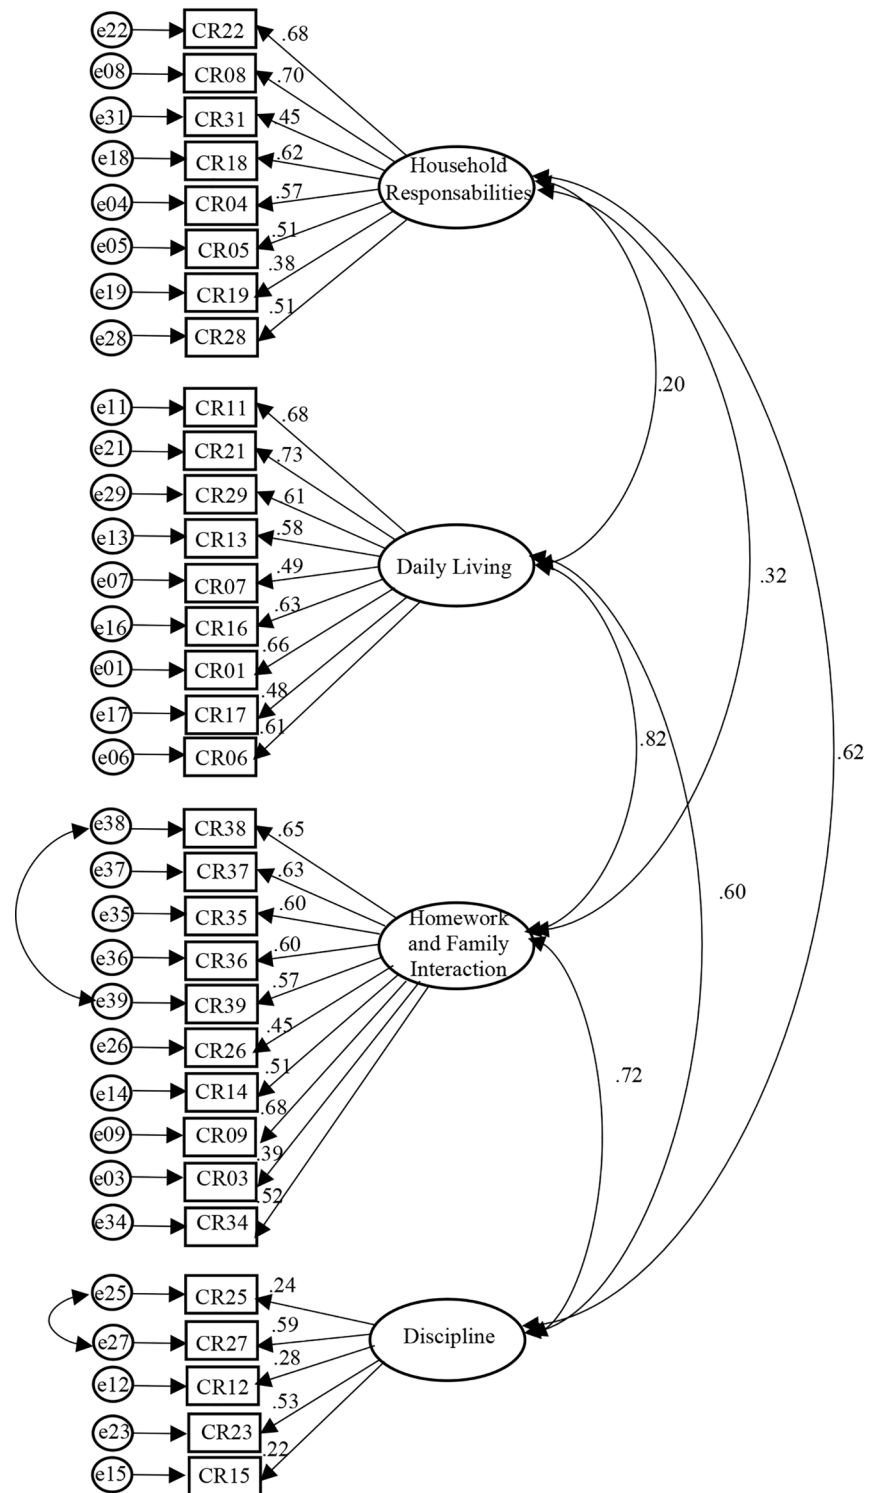 e22 CR22 .68
e08 CR08 .70
e31 CR31 .45
e18 CR18 .62
e04 CR04 .57
e05 CR05 .51
e19 CR19 .38
e28 CR28 .51
Household
Responsabilities
.20
e11 CR11 .68
e21 CR21 .73
e29 CR29 .61
e13 CR13 .58
e07 CR07 .49
e16 CR16 .63
e01 CR01 .66
e17 CR17 .48
e06 CR06 .61
Daily Living
.32
.82
.62
e38 CR38 .65
e37 CR37 .63
e35 CR35 .60
e36 CR36 .60
e39 CR39 .57
e26 CR26 .45
e14 CR14 .51
e09 CR09 .68
e03 CR03 .39
e34 CR34 .52
Homework
and Family
Interaction
.60
.72
e25 CR25 .24
e27 CR27 .59
e12 CR12 .28
e23 CR23 .53
e15 CR15 .22
Discipline